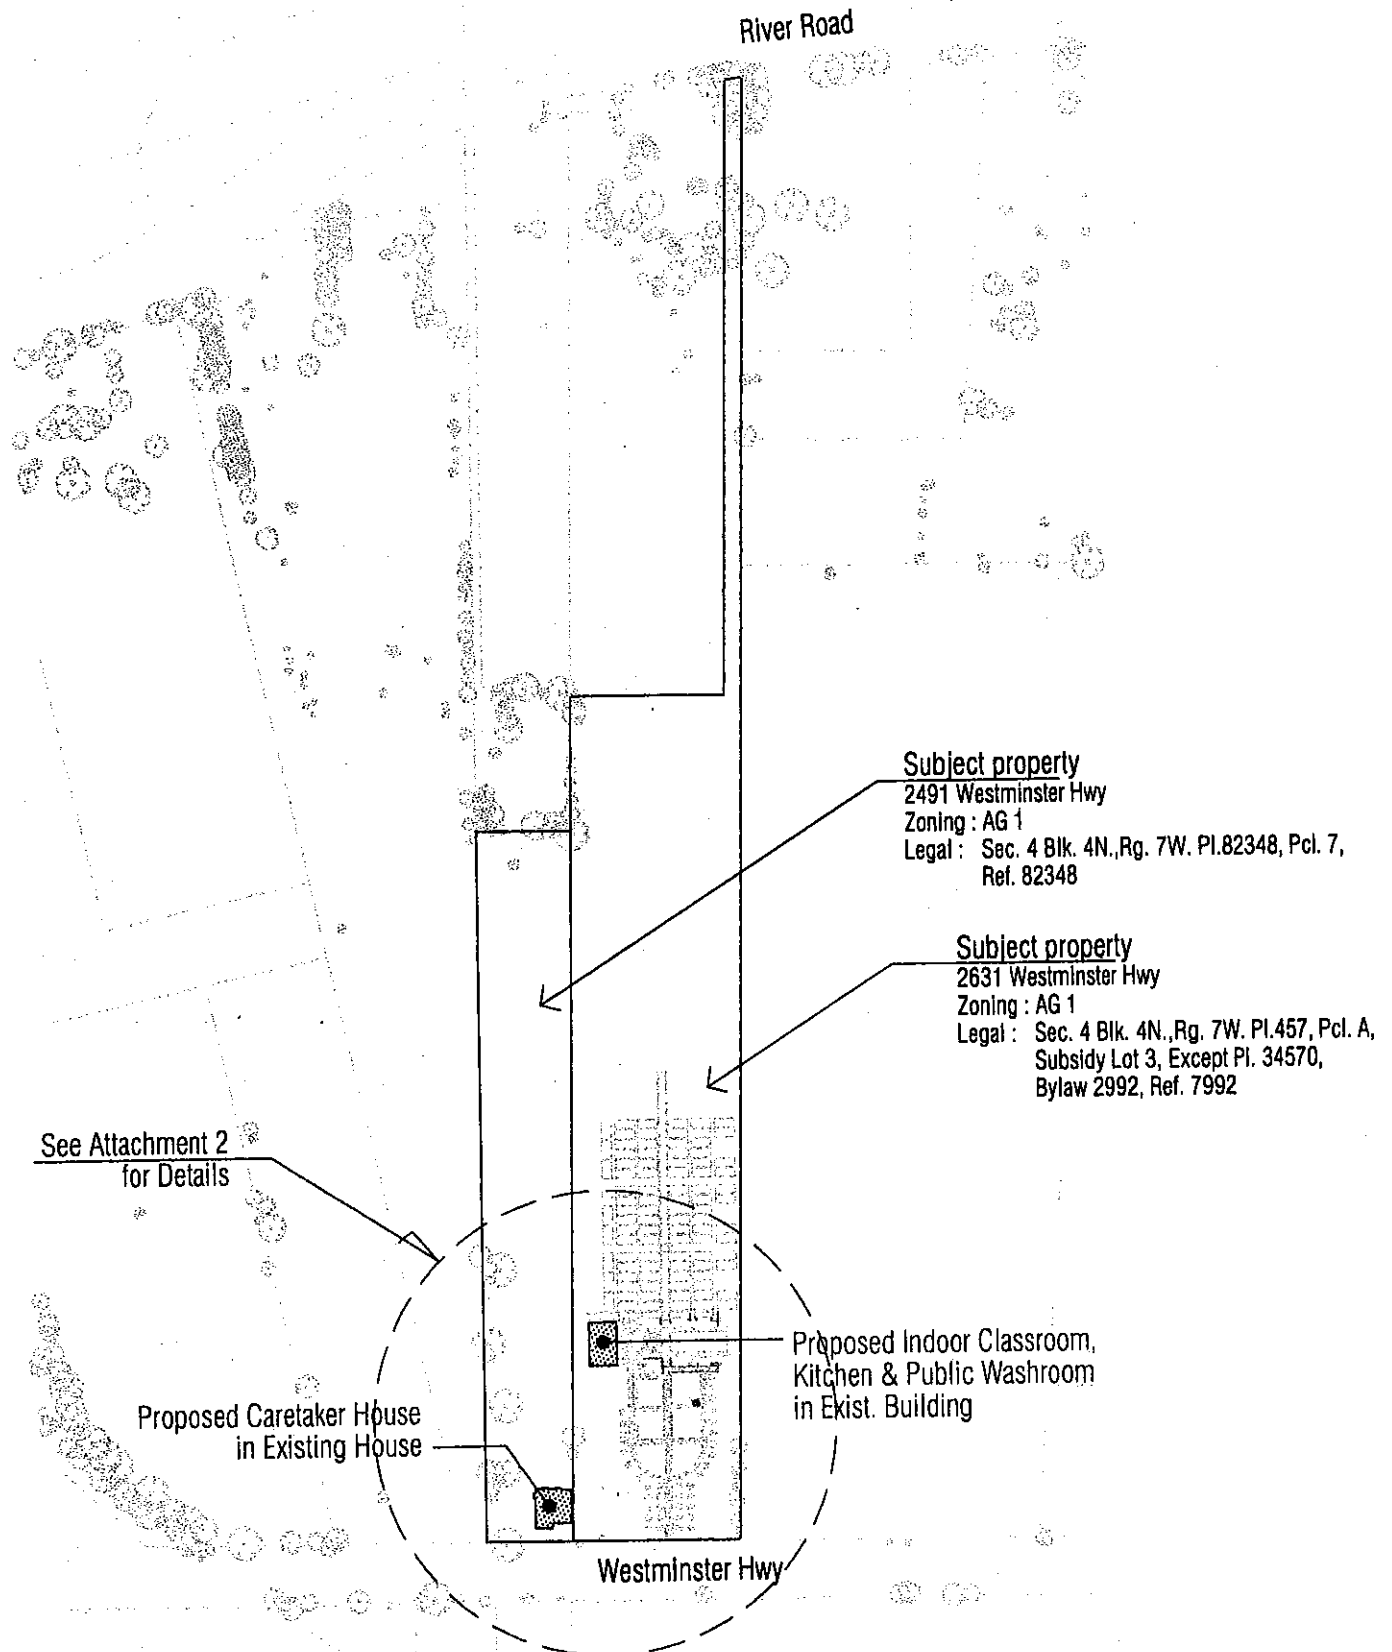 River Road
Subject property
2491 Westminster Hwy
Zoning : AG 1
Legal : Sec. 4 Blk. 4N.,Rg. 7W. Pl.82348, Pcl. 7,
Ref. 82348
Subject property
2631 Westminster Hwy
Zoning : AG 1
Legal : Sec. 4 Blk. 4N.,Rg. 7W. Pl.457, Pcl. A,
Subsidy Lot 3, Except Pl. 34570,
Bylaw 2992, Ref. 7992
See Attachment 2
for Details
Proposed Indoor Classroom,
Kitchen & Public Washroom
in Exist. Building
Proposed Caretaker House
in Existing House
Westminster Hwy